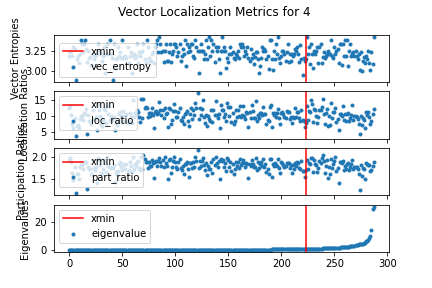 Vector Localization Metrics for 4
Vector Entropies
3.25
3.00
xmin
vec_entropy
Localization Ratios
15
10
5
xmin
loc_ratio
Participation Ratios
2.0
1.5
xmin
part_ratio
Eigenvalues
20
0
xmin
eigenvalue
0
50
100
150
200
250
300